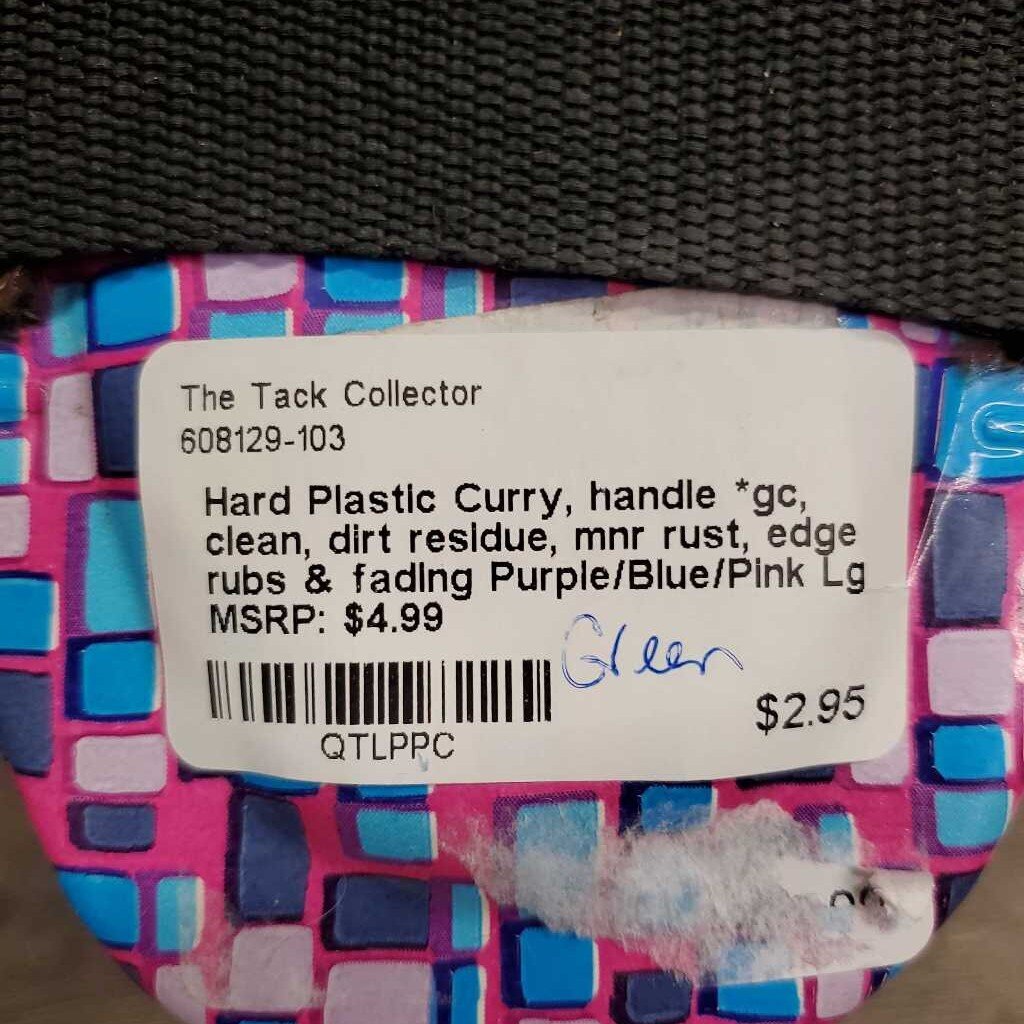 The Tack Collector
608129-103
Hard Plastic Curry, handle *gc,
clean, dirt residue, mnr rust, edge
rubs & fading Purple/Blue/Pink Lg
MSRP: $4.99
Green
$2.95
QTLPPC